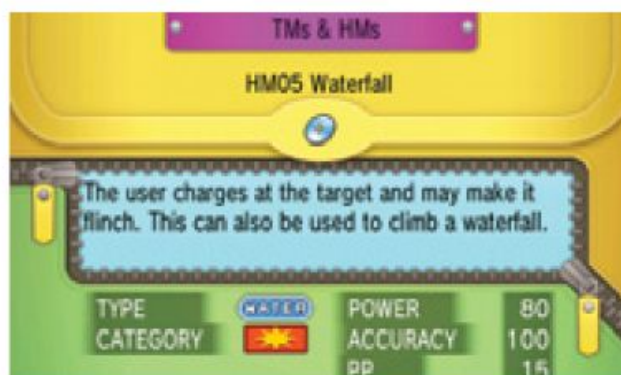 TMs & HMs
HM05 Waterfall
The user charges at the target and may make it
flinch. This can also be used to climb a waterfall.
TYPE WATER POWER 80
CATEGORY ACCURACY 100
PP 15